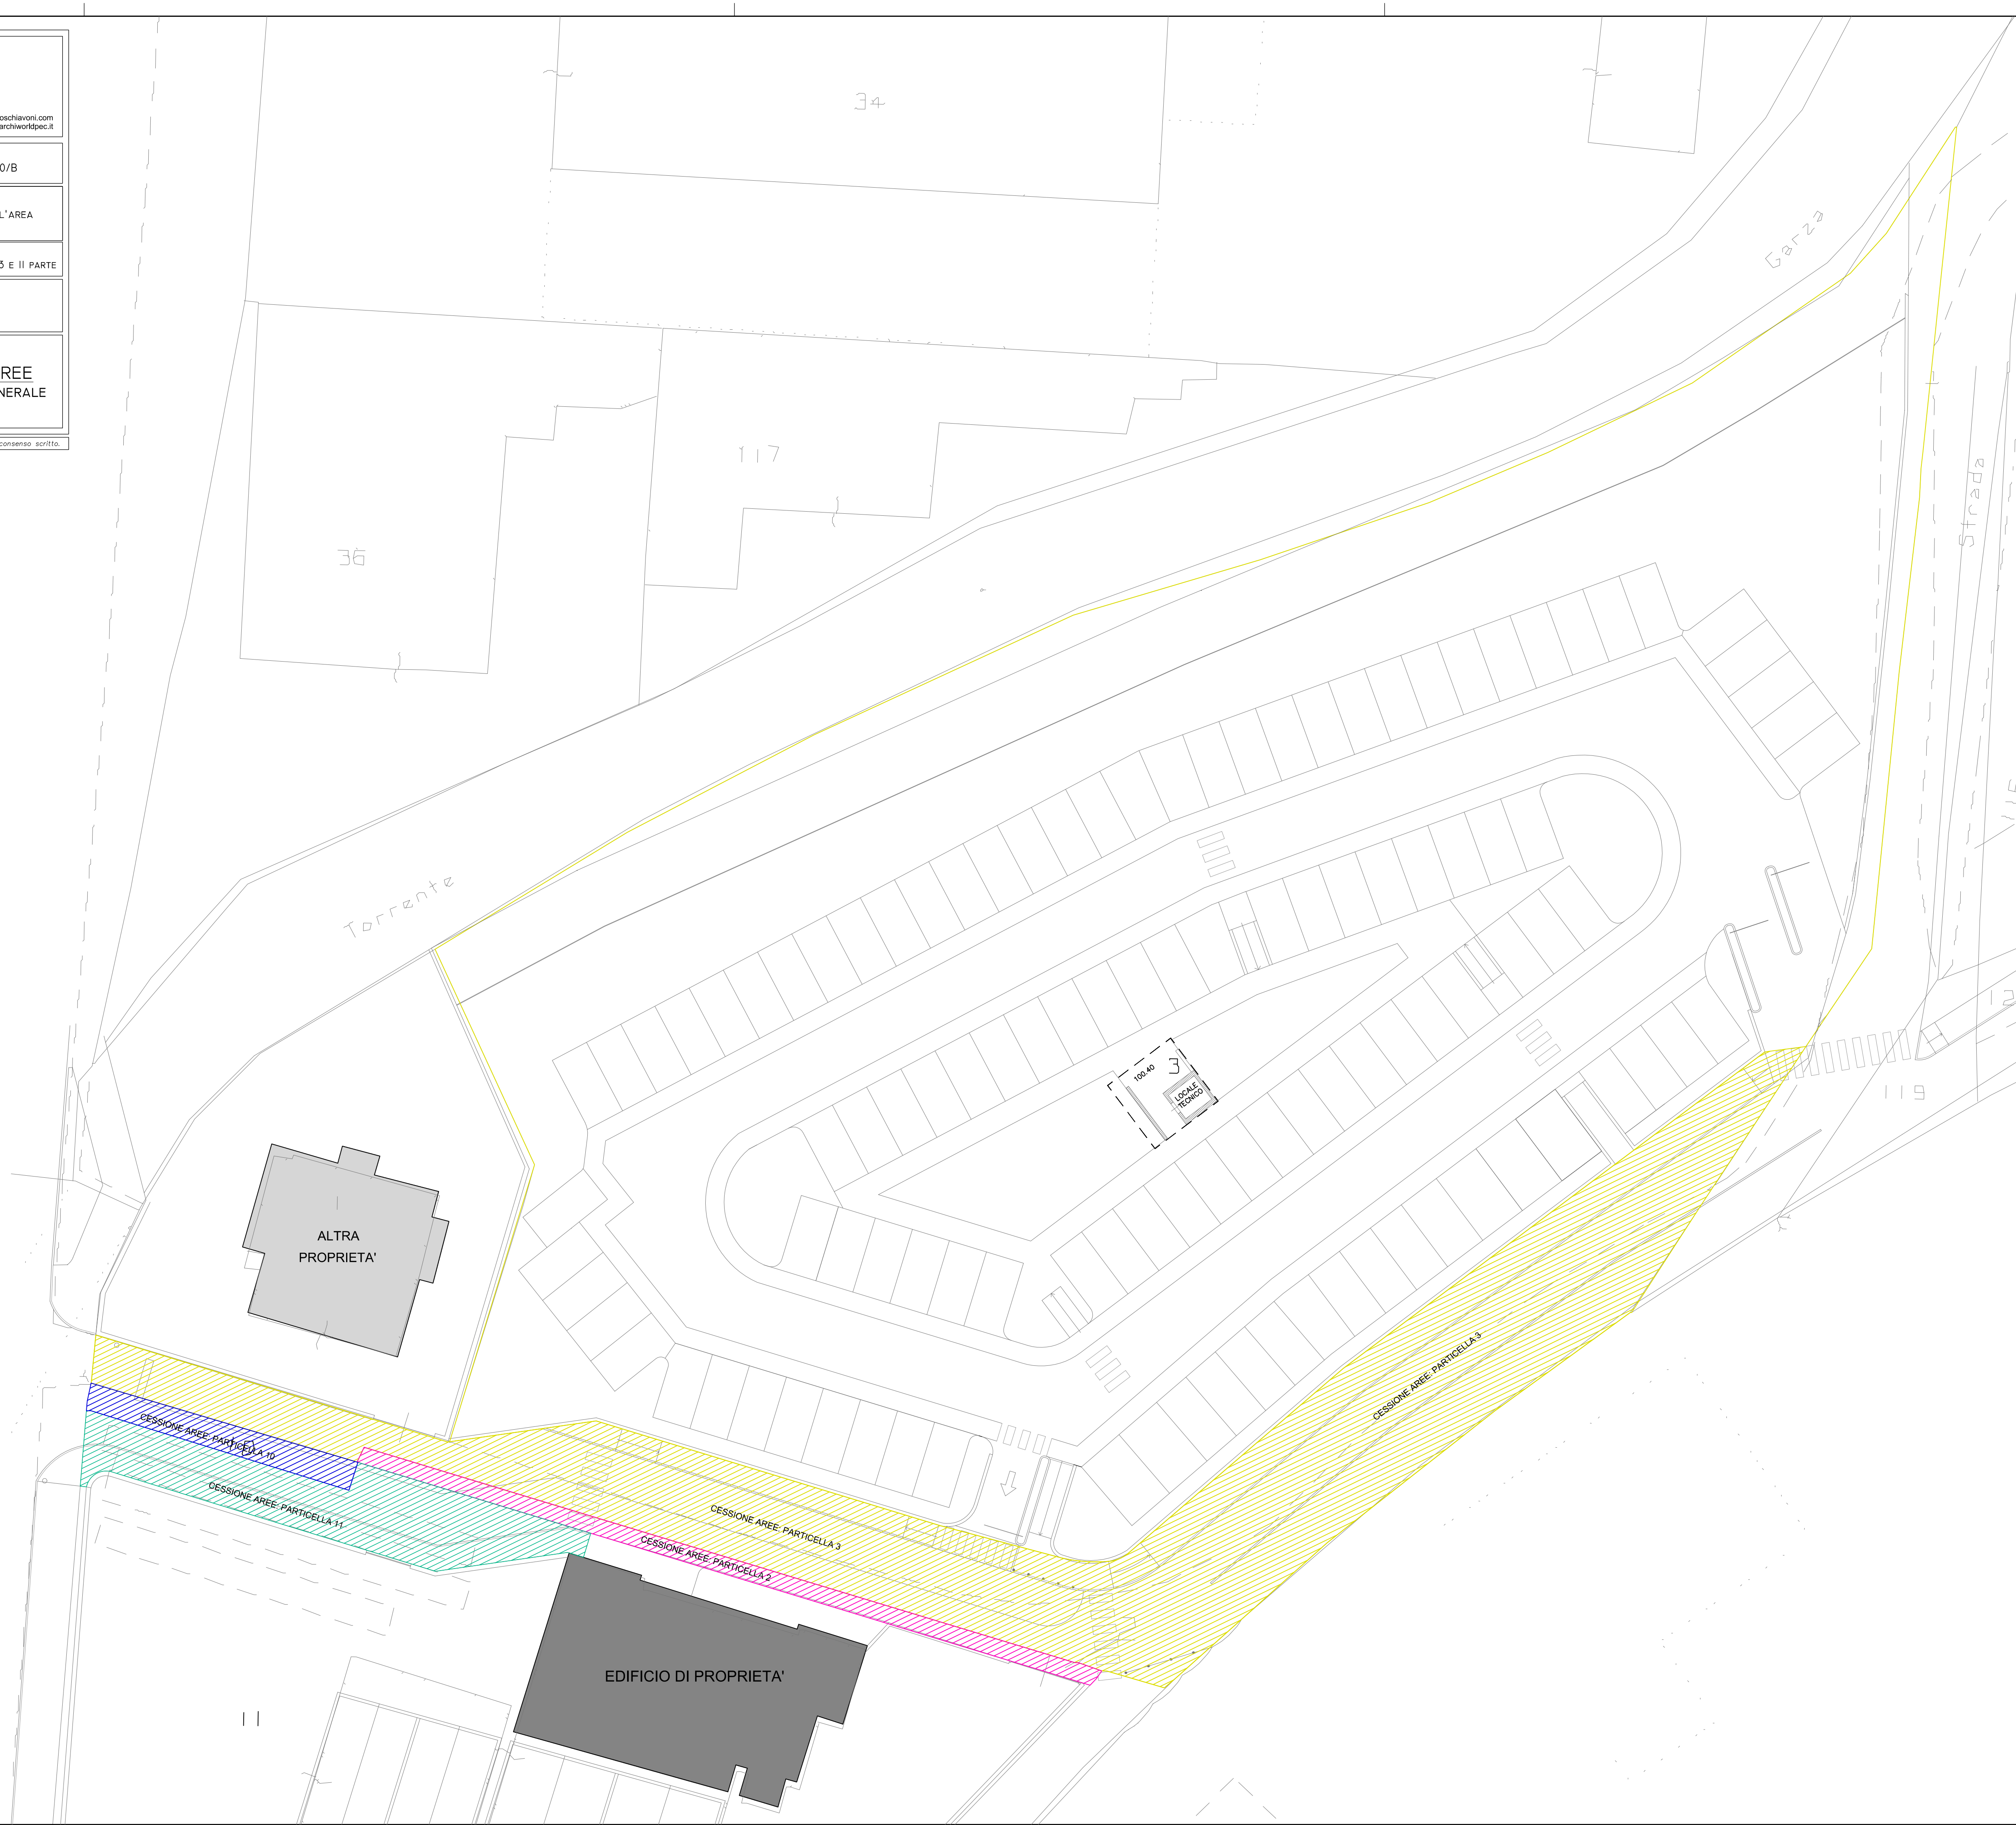 oschiavoni.com
archiworldpec.it
0/B
L'AREA
3 E II PARTE
REE
NERALE
consenso scritto.
34
Garza
117
36
Strada
Torrente
100.40
3
LOCALE
TECNICO
119
ALTRA
PROPRIETA'
CESSIONE AREE: PARTICELLA 3
CESSIONE AREE: PARTICELLA 10
CESSIONE AREE: PARTICELLA 11
CESSIONE AREE: PARTICELLA 3
CESSIONE AREE: PARTICELLA 2
EDIFICIO DI PROPRIETA'
11